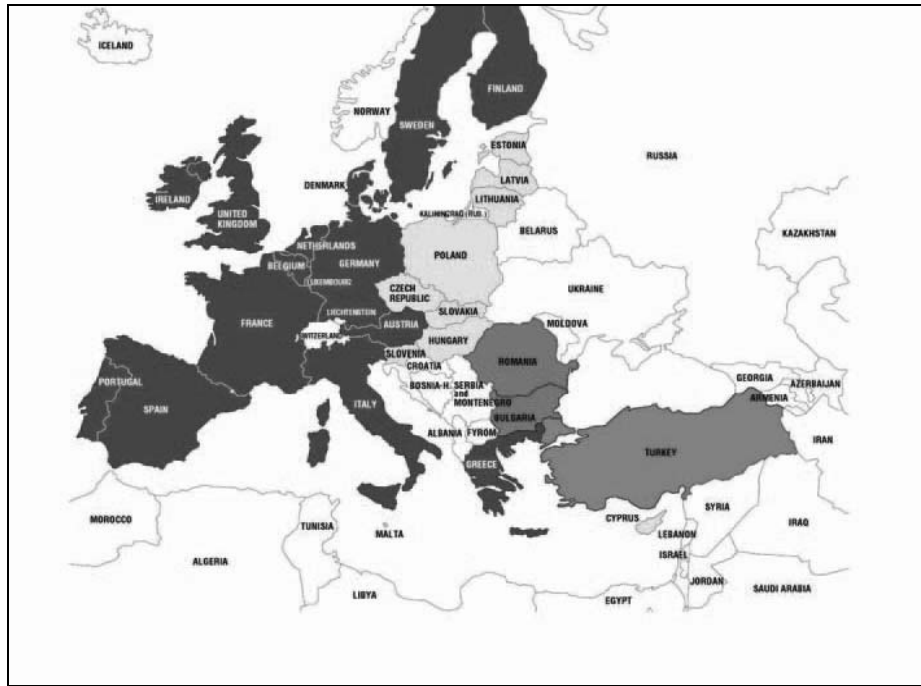 ICELAND
FINLAND
NORWAY
SWEDEN
ESTONIA
RUSSIA
LATVIA
DENMARK
LITHUANIA
IRELAND
UNITED
KINGDOM
KALININGRAD (RUS.)
BELARUS
KAZAKHSTAN
NETHERLANDS
POLAND
BELGIUM
GERMANY
LUXEMBOURG
CZECH
REPUBLIC
UKRAINE
SLOVAKIA
LIECHTENSTEIN
FRANCE
AUSTRIA
MOLDOVA
SWITZERLAND
HUNGARY
SLOVENIA
ROMANIA
CROATIA
PORTUGAL
BOSNIA-H.
SERBIA
and
MONTENEGRO
GEORGIA
AZERBAIJAN
ARMENIA
SPAIN
ITALY
BULGARIA
ALBANIA
FYROM
IRAN
TURKEY
GREECE
SYRIA
CYPRUS
MOROCCO
TUNISIA
MALTA
LEBANON
IRAQ
ALGERIA
ISRAEL
JORDAN
SAUDI ARABIA
LIBYA
EGYPT